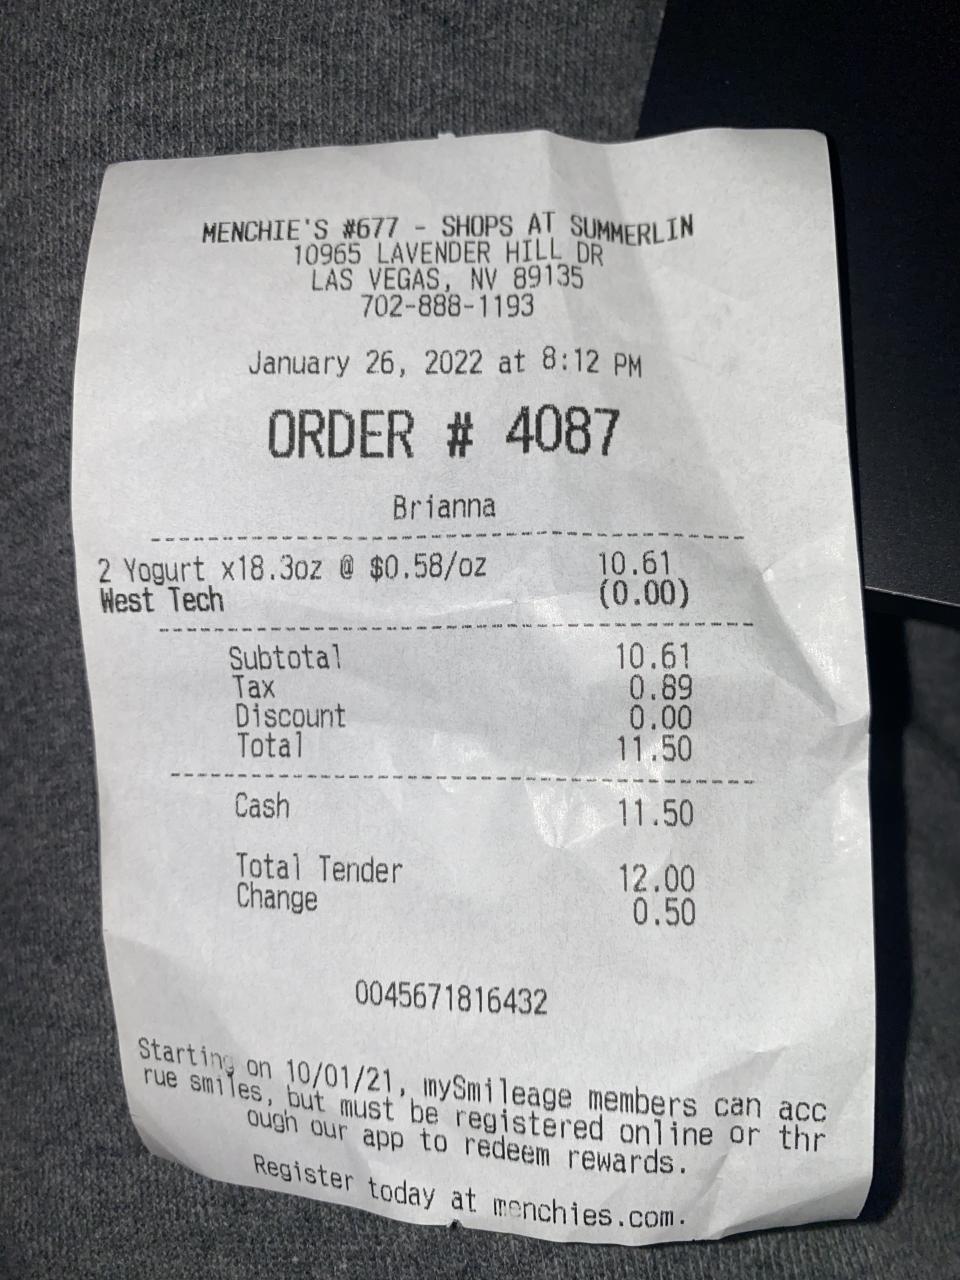 MENCHIE'S #677 - SHOPS AT SUMMERLIN
10965 LAVENDER HILL DR
LAS VEGAS, NV 89135
702-888-1193
January 26, 2022 at 8:12 PM
ORDER # 4087
Brianna
2 Yogurt x18.3oz @ $0.58/oz 10.61
West Tech (0.00)
Subtotal 10.61
Tax 0.89
Discount 0.00
Total 11.50
Cash 11.50
Total Tender 12.00
Change 0.50
0045671816432
Starting on 10/01/21, mySmileage members can acc
rue smiles, but must be registered online or thr
ough our app to redeem rewards.
Register today at menchies.com.